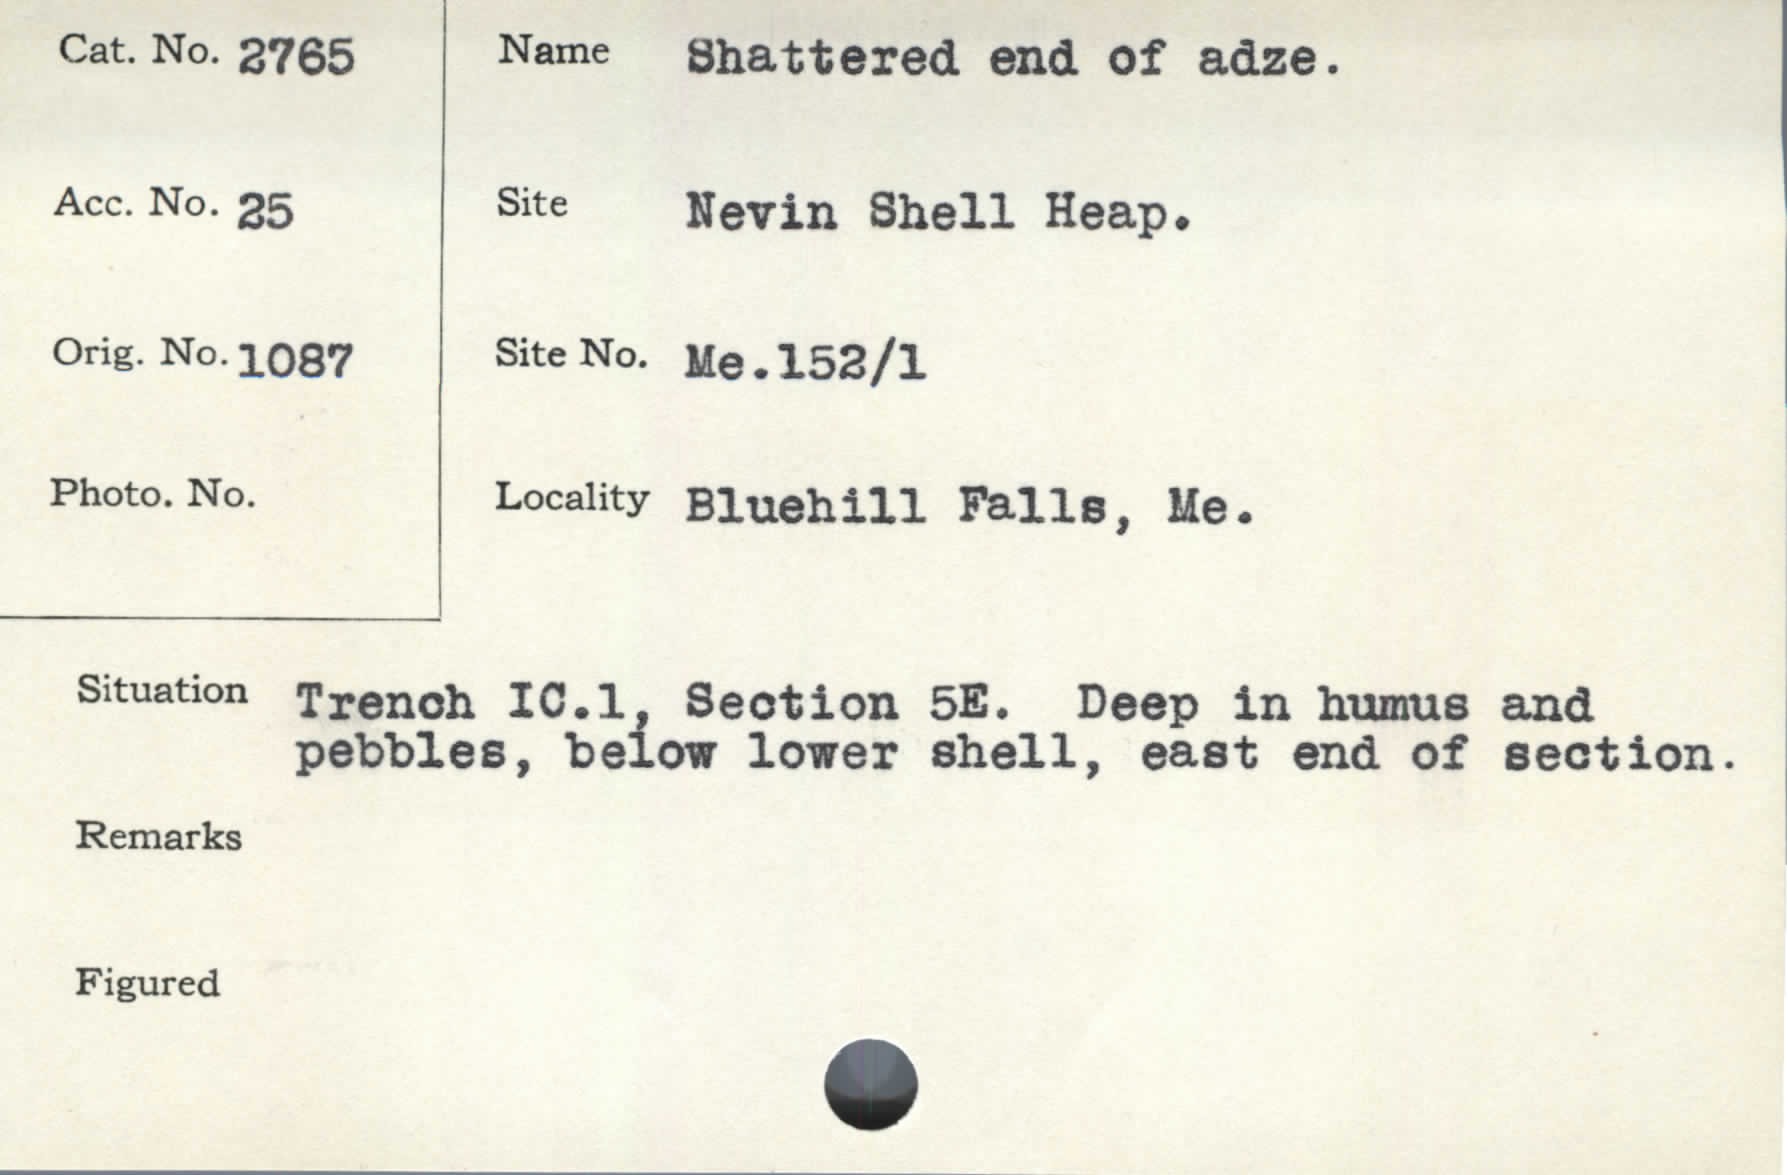 Cat. No. 2765
Name Shattered end of adze.
Acc. No. 25
Site Nevin Shell Heap.
Orig. No. 1087
Site No. Me.152/1
Photo. No.
Locality Bluehill Falls, Me.
Situation Trench IC.1, Section 5E. Deep in humus and
pebbles, below lower shell, east end of section.
Remarks
Figured